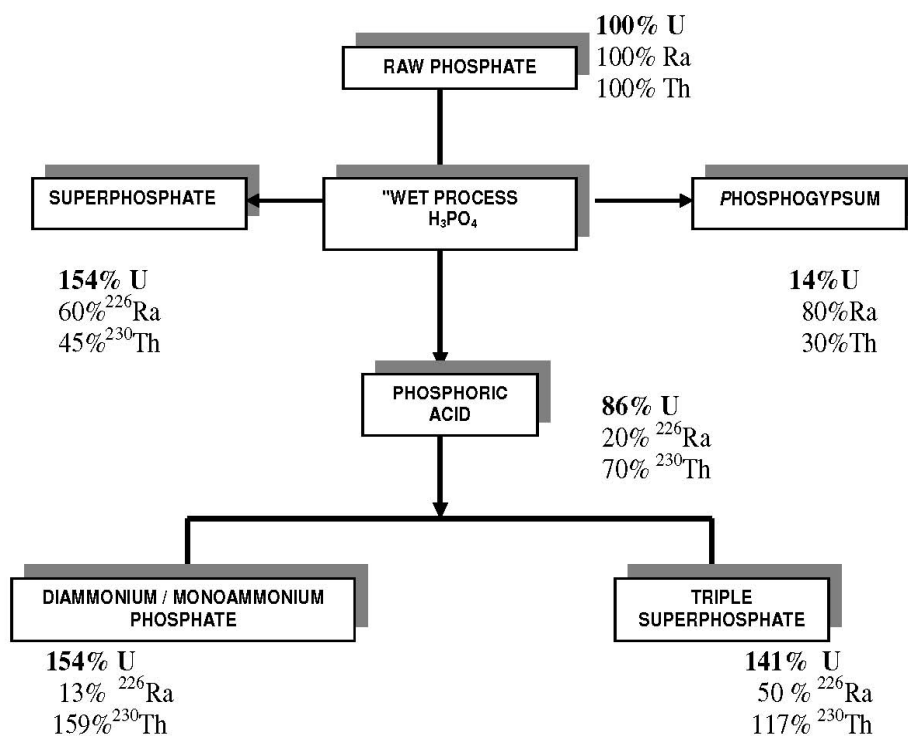 100% U
100% Ra
100% Th
RAW PHOSPHATE
SUPERPHOSPHATE
"WET PROCESS
H₃PO₄
PHOSPHOGYPSUM
154% U
60%²²⁶Ra
45%²³⁰Th
14%U
80%Ra
30%Th
PHOSPHORIC
ACID
86% U
20% ²²⁶Ra
70% ²³⁰Th
DIAMMONIUM / MONOAMMONIUM
PHOSPHATE
154% U
13% ²²⁶Ra
159%²³⁰Th
TRIPLE
SUPERPHOSPHATE
141% U
50 % ²²⁶Ra
117% ²³⁰Th